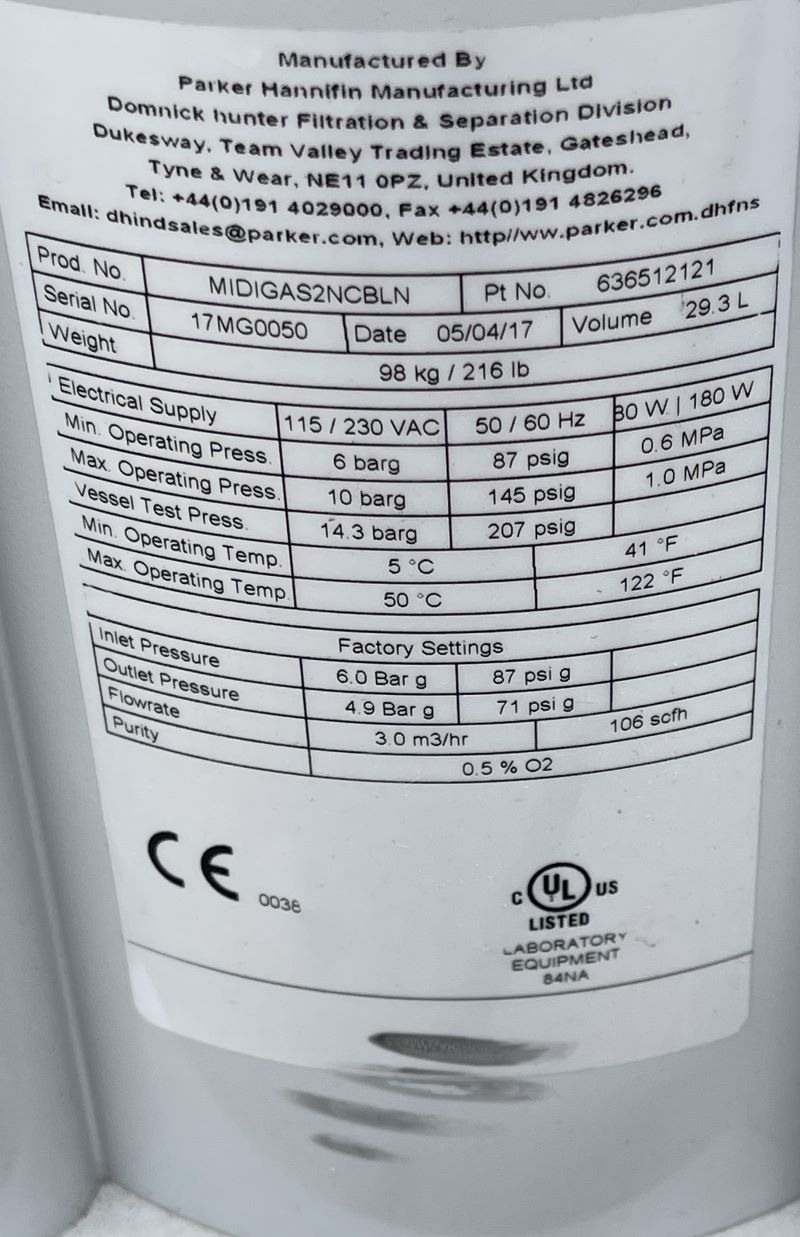 Manufactured By
Parker Hannifin Manufacturing Ltd
Domnick hunter Filtration & Separation Division
Dukesway, Team Valley Trading Estate, Gateshead,
Tyne & Wear, NE11 0PZ, United Kingdom.
Tel: +44(0)191 4029000, Fax +44(0)191 4826296
Email: dhindsales@parker.com, Web: http//ww.parker.com.dhfns
Prod. No. MIDIGAS2NCBLN Pt No. 636512121
Serial No. 17MG0050 Date 05/04/17 Volume 29.3 L
Weight 98 kg / 216 lb
Electrical Supply 115 / 230 VAC 50 / 60 Hz 80 W | 180 W
Min. Operating Press. 6 barg 87 psig 0.6 MPa
Max. Operating Press. 10 barg 145 psig 1.0 MPa
Vessel Test Press. 14.3 barg 207 psig
Min. Operating Temp. 5 °C 41 °F
Max. Operating Temp. 50 °C 122 °F
Factory Settings
Inlet Pressure 6.0 Bar g 87 psi g
Outlet Pressure 4.9 Bar g 71 psi g
Flowrate 3.0 m3/hr 106 scfh
Purity 0.5 % O2
CE 0038
C UL US
LISTED
LABORATORY
EQUIPMENT
84NA